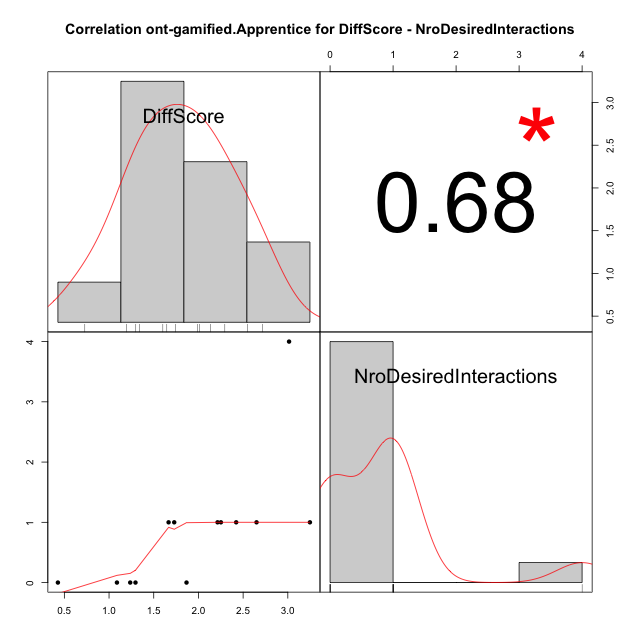 Correlation ont-gamified.Apprentice for DiffScore - NroDesiredInteractions
0 1 2 3 4
DiffScore
*
0.68
0.5 1.0 1.5 2.0 2.5 3.0
0 1 2 3 4
NroDesiredInteractions
0.5 1.0 1.5 2.0 2.5 3.0